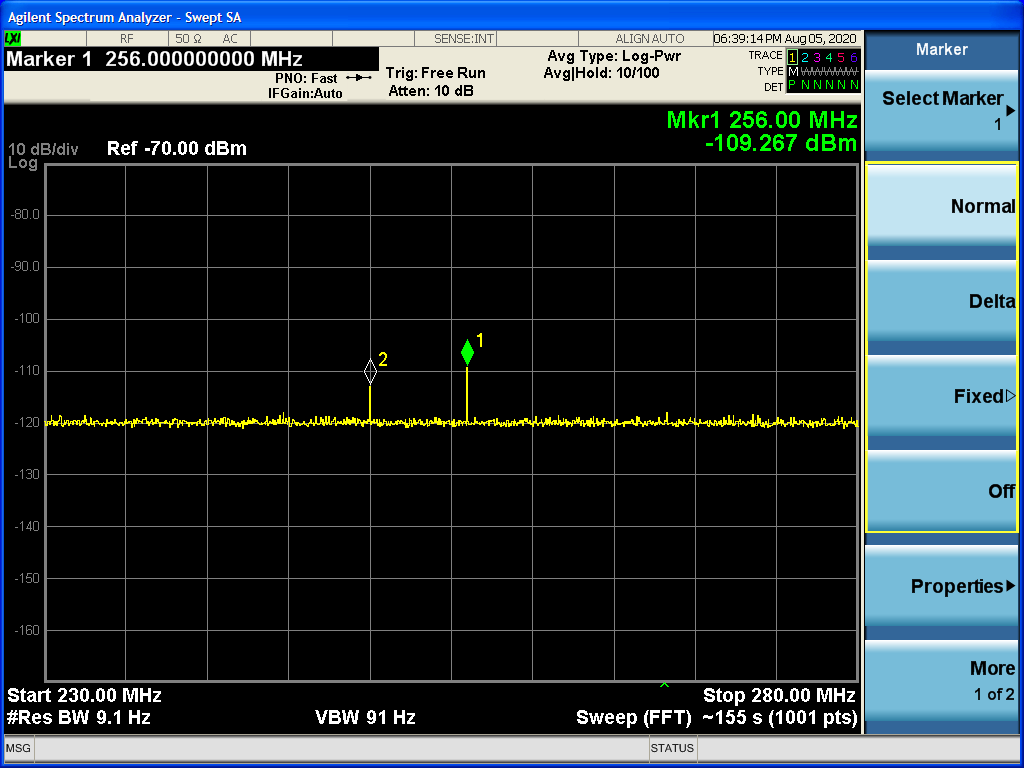 Agilent Spectrum Analyzer - Swept SA
LXI RF 50 Ω AC SENSE:INT ALIGN AUTO 06:39:14 PM Aug 05, 2020
Marker 1 256.000000000 MHz
PNO: Fast
IFGain:Auto
Trig: Free Run
Atten: 10 dB
Avg Type: Log-Pwr
Avg|Hold: 10/100
TRACE 1 2 3 4 5 6
TYPE M W W W W W
DET P N N N N N
Mkr1 256.00 MHz
-109.267 dBm
10 dB/div Ref -70.00 dBm
Log
-80.0
-90.0
-100
1
2
-110
-120
-130
-140
-150
-160
Start 230.00 MHz Stop 280.00 MHz
#Res BW 9.1 Hz VBW 91 Hz Sweep (FFT) ~155 s (1001 pts)
MSG STATUS
Marker
Select Marker
1
Normal
Delta
Fixed
Off
Properties
More
1 of 2